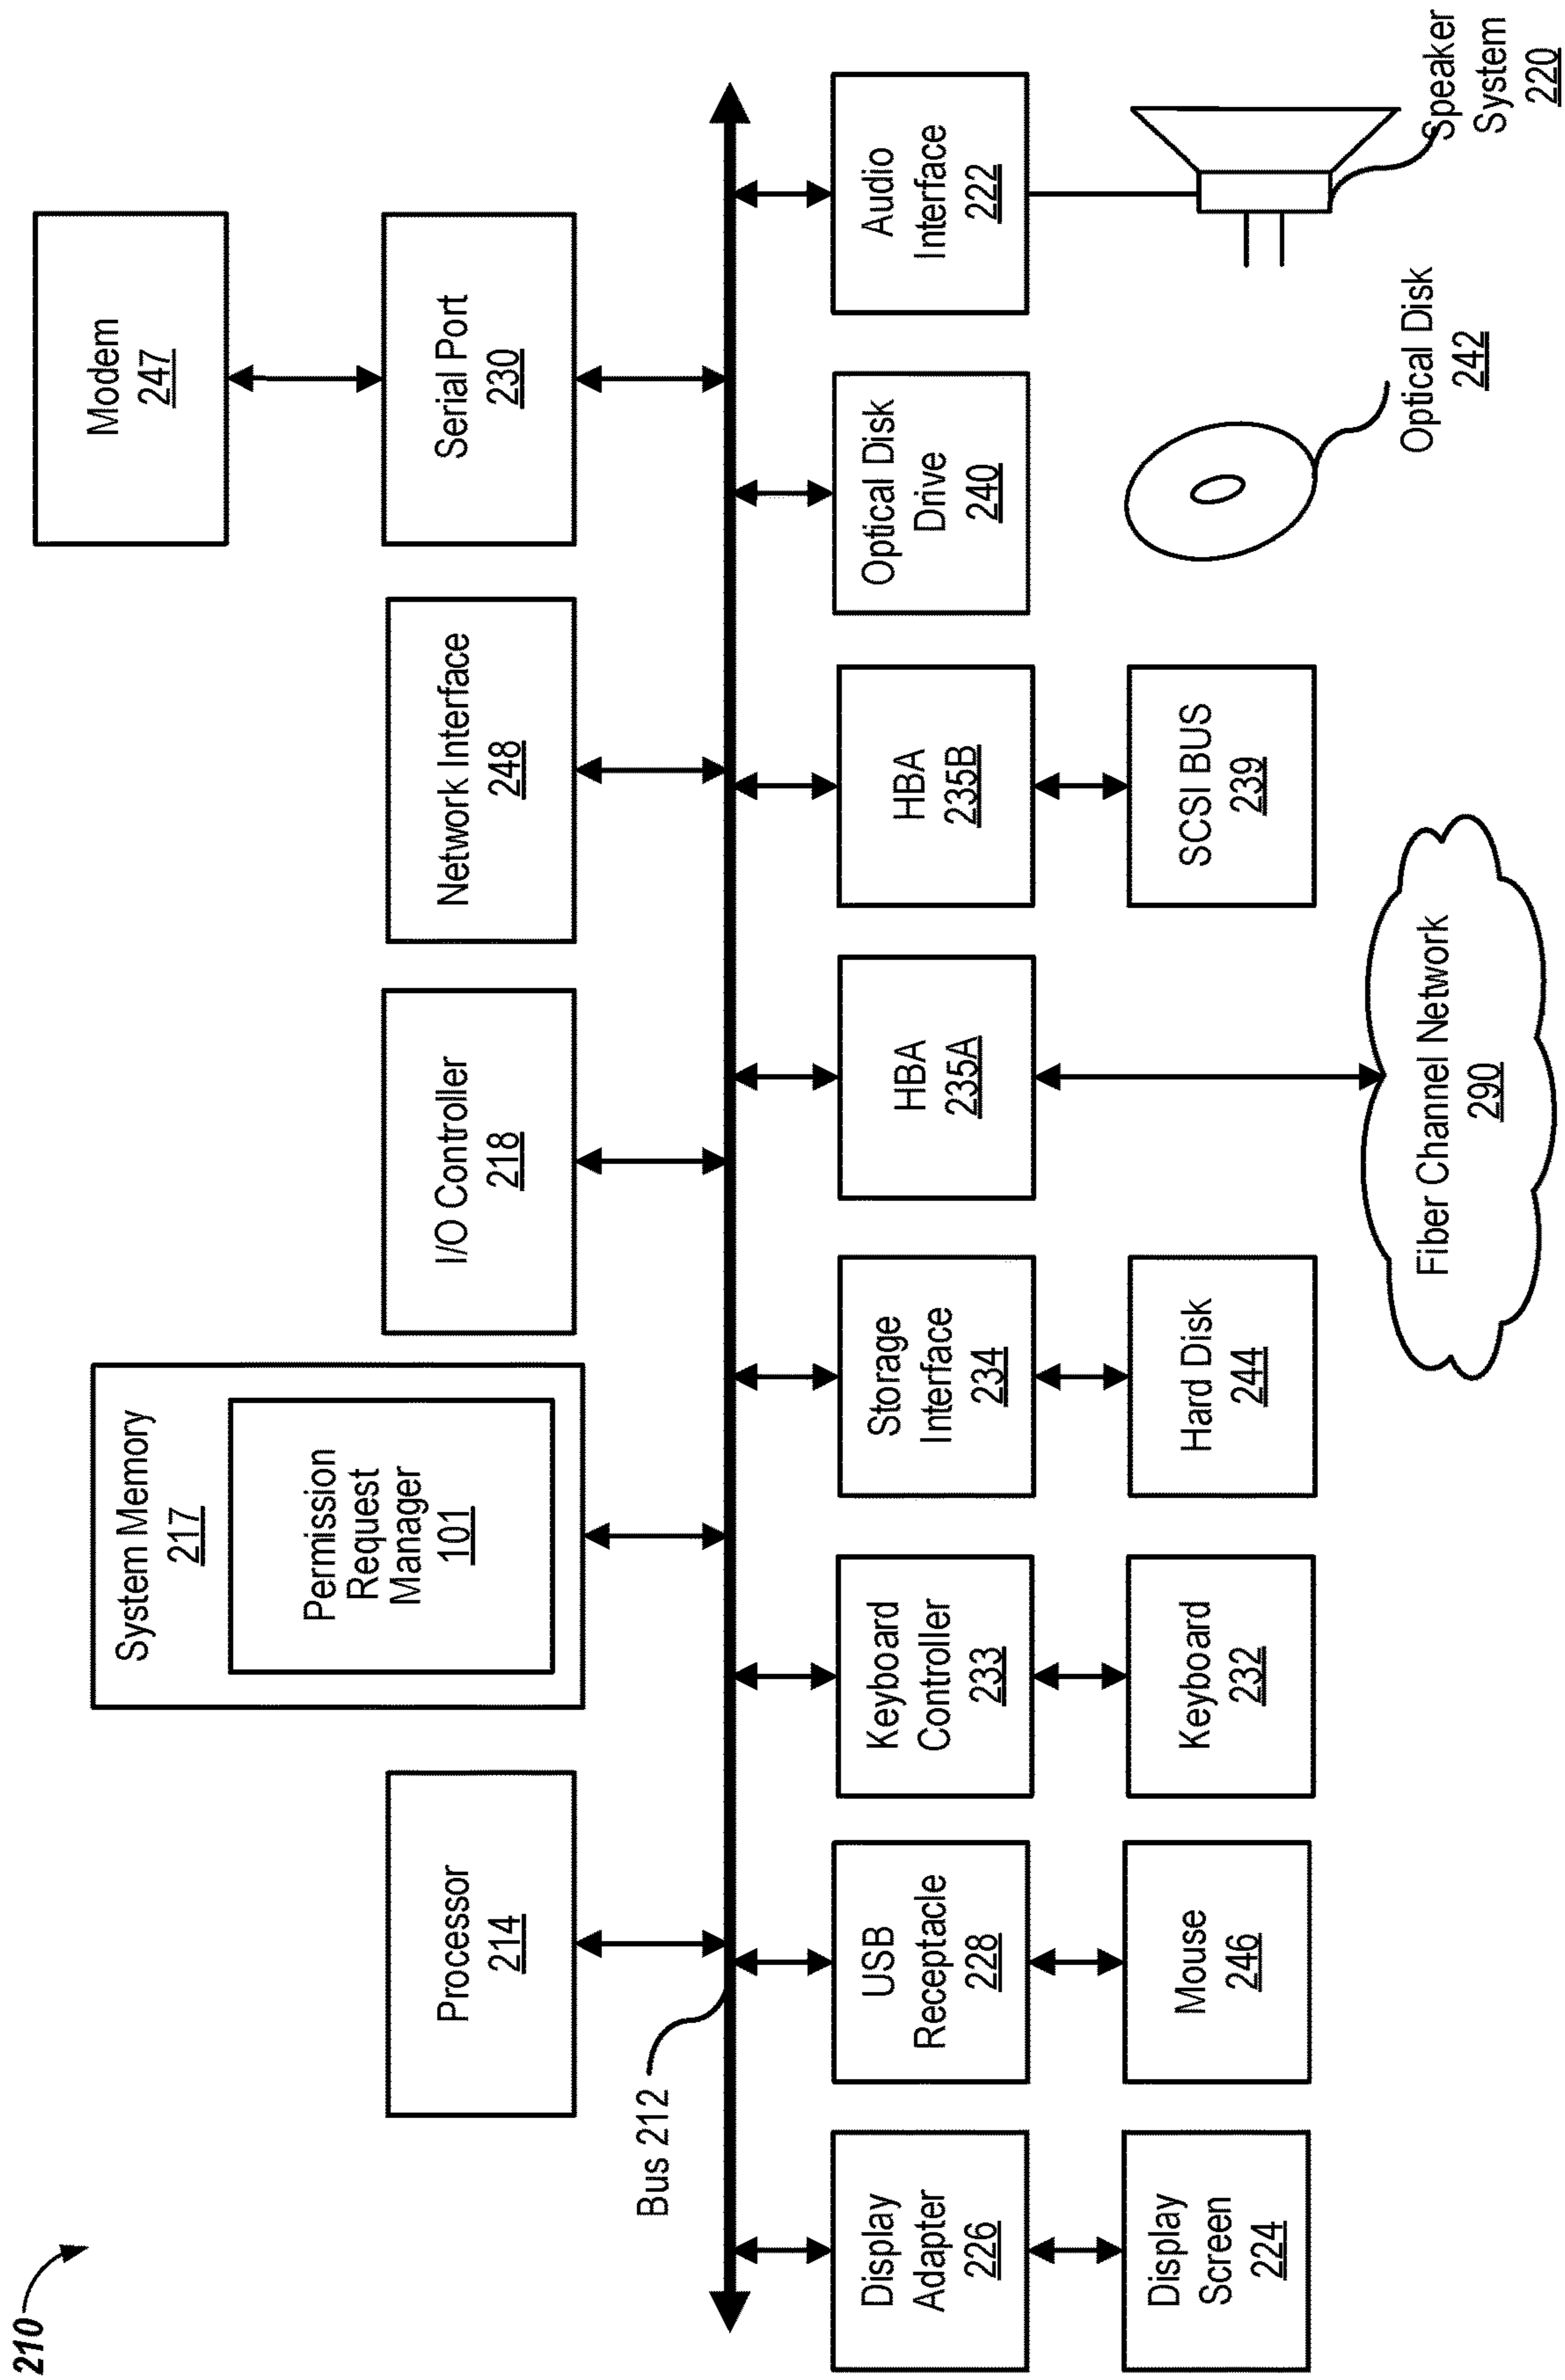 210
System Memory
217
Permission
Request
Manager
101
Modem
247
Processor
214
I/O Controller
218
Network Interface
248
Serial Port
230
Bus 212
Display
Adapter
226
USB
Receptacle
228
Keyboard
Controller
233
Storage
Interface
234
HBA
235A
HBA
235B
Optical Disk
Drive
240
Audio
Interface
222
Display
Screen
224
Mouse
246
Keyboard
232
Hard Disk
244
Fiber Channel Network
290
SCSI BUS
239
Optical Disk
242
Speaker
System
220